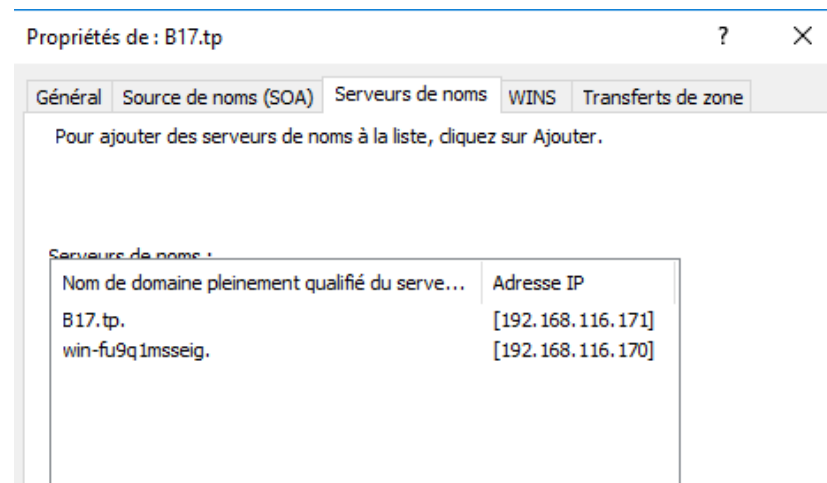 Propriétés de : B17.tp ? ×
Général Source de noms (SOA) Serveurs de noms WINS Transferts de zone
Pour ajouter des serveurs de noms à la liste, cliquez sur Ajouter.
Serveurs de noms :
Nom de domaine pleinement qualifié du serve... Adresse IP
B17.tp. [192.168.116.171]
win-fu9q1msseig. [192.168.116.170]